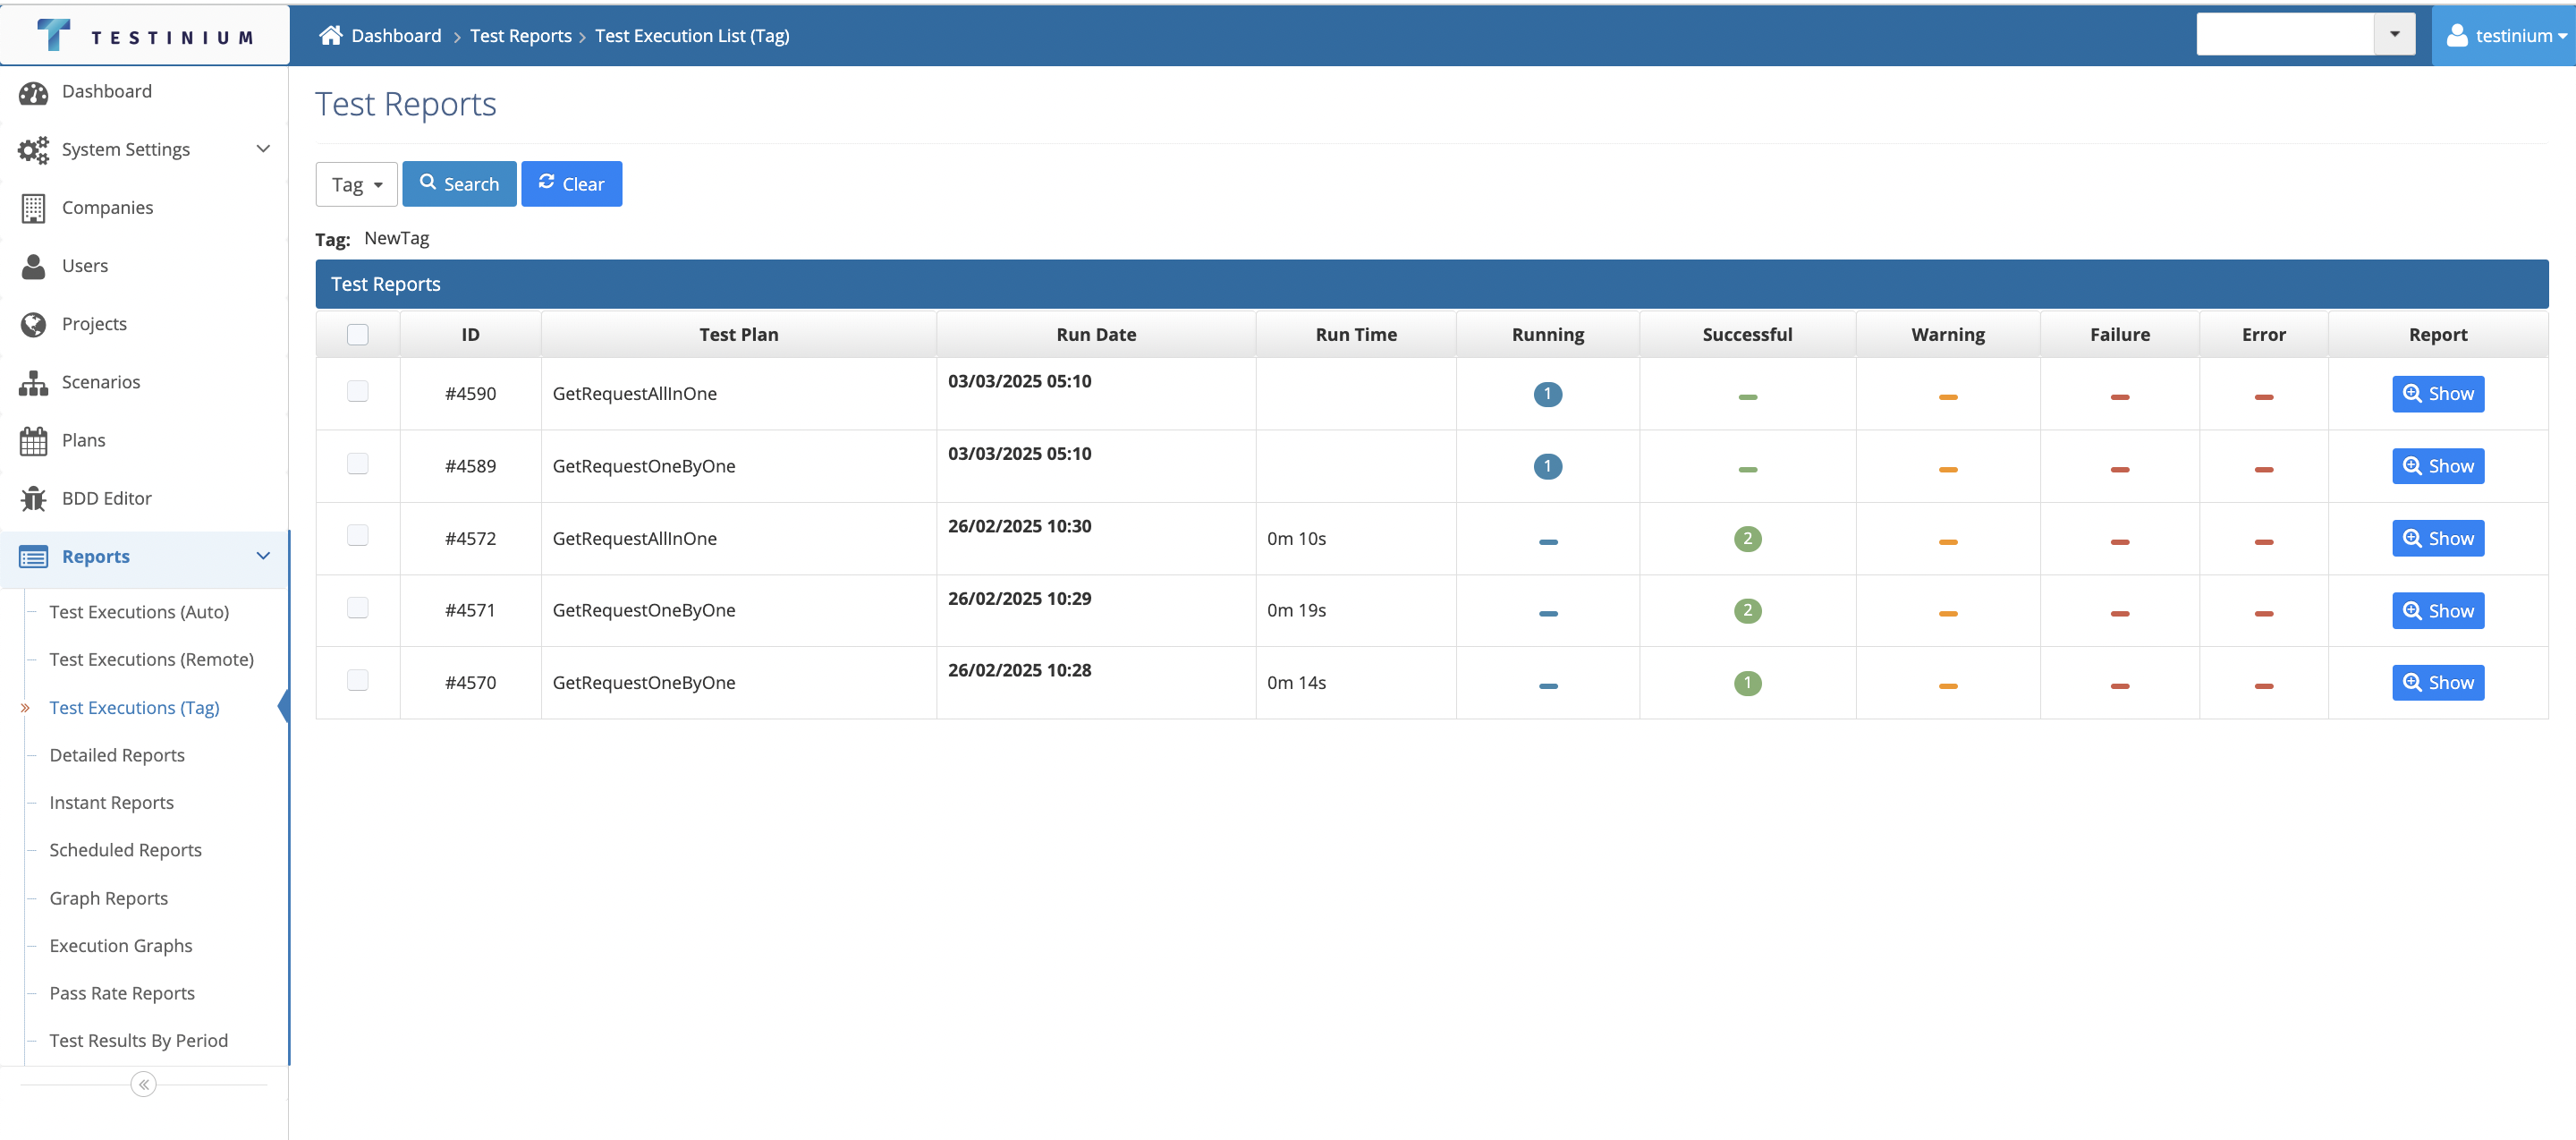 TESTINIUM
Dashboard > Test Reports > Test Execution List (Tag)
testinium
Dashboard
System Settings
Companies
Users
Projects
Scenarios
Plans
BDD Editor
Reports
Test Executions (Auto)
Test Executions (Remote)
» Test Executions (Tag)
Detailed Reports
Instant Reports
Scheduled Reports
Graph Reports
Execution Graphs
Pass Rate Reports
Test Results By Period
«
Test Reports
Tag Search Clear
Tag: NewTag
Test Reports
ID Test Plan Run Date Run Time Running Successful Warning Failure Error Report
#4590 GetRequestAllInOne 03/03/2025 05:10 1 – – – – Show
#4589 GetRequestOneByOne 03/03/2025 05:10 1 – – – – Show
#4572 GetRequestAllInOne 26/02/2025 10:30 0m 10s – 2 – – – Show
#4571 GetRequestOneByOne 26/02/2025 10:29 0m 19s – 2 – – – Show
#4570 GetRequestOneByOne 26/02/2025 10:28 0m 14s – 1 – – – Show